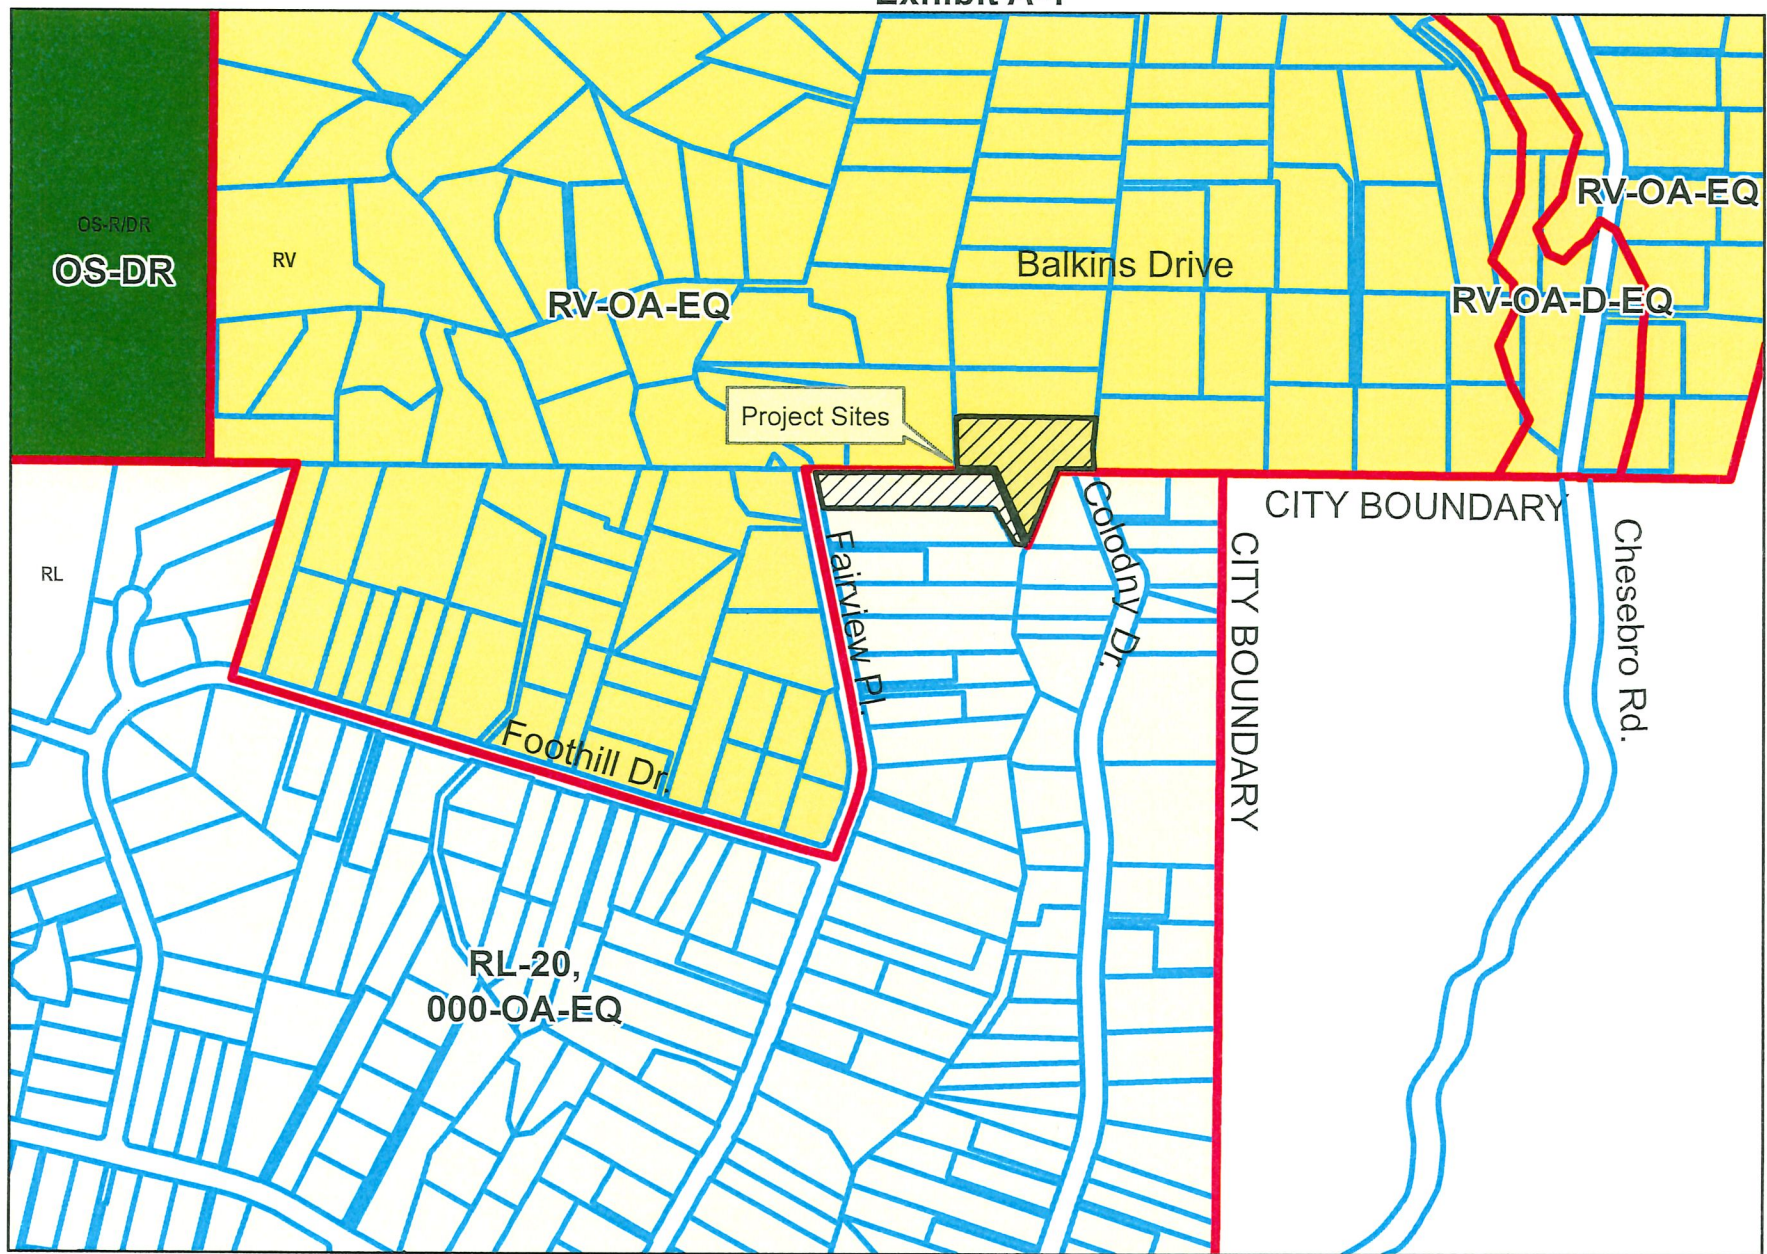 OS-R/DR
OS-DR
RV
RV-OA-EQ
Balkins Drive
RV-OA-EQ
RV-OA-D-EQ
Project Sites
CITY BOUNDARY
RL
Fairview Pl.
Colodny Dr.
CITY BOUNDARY
Chesebro Rd.
Foothill Dr.
RL-20,
000-OA-EQ